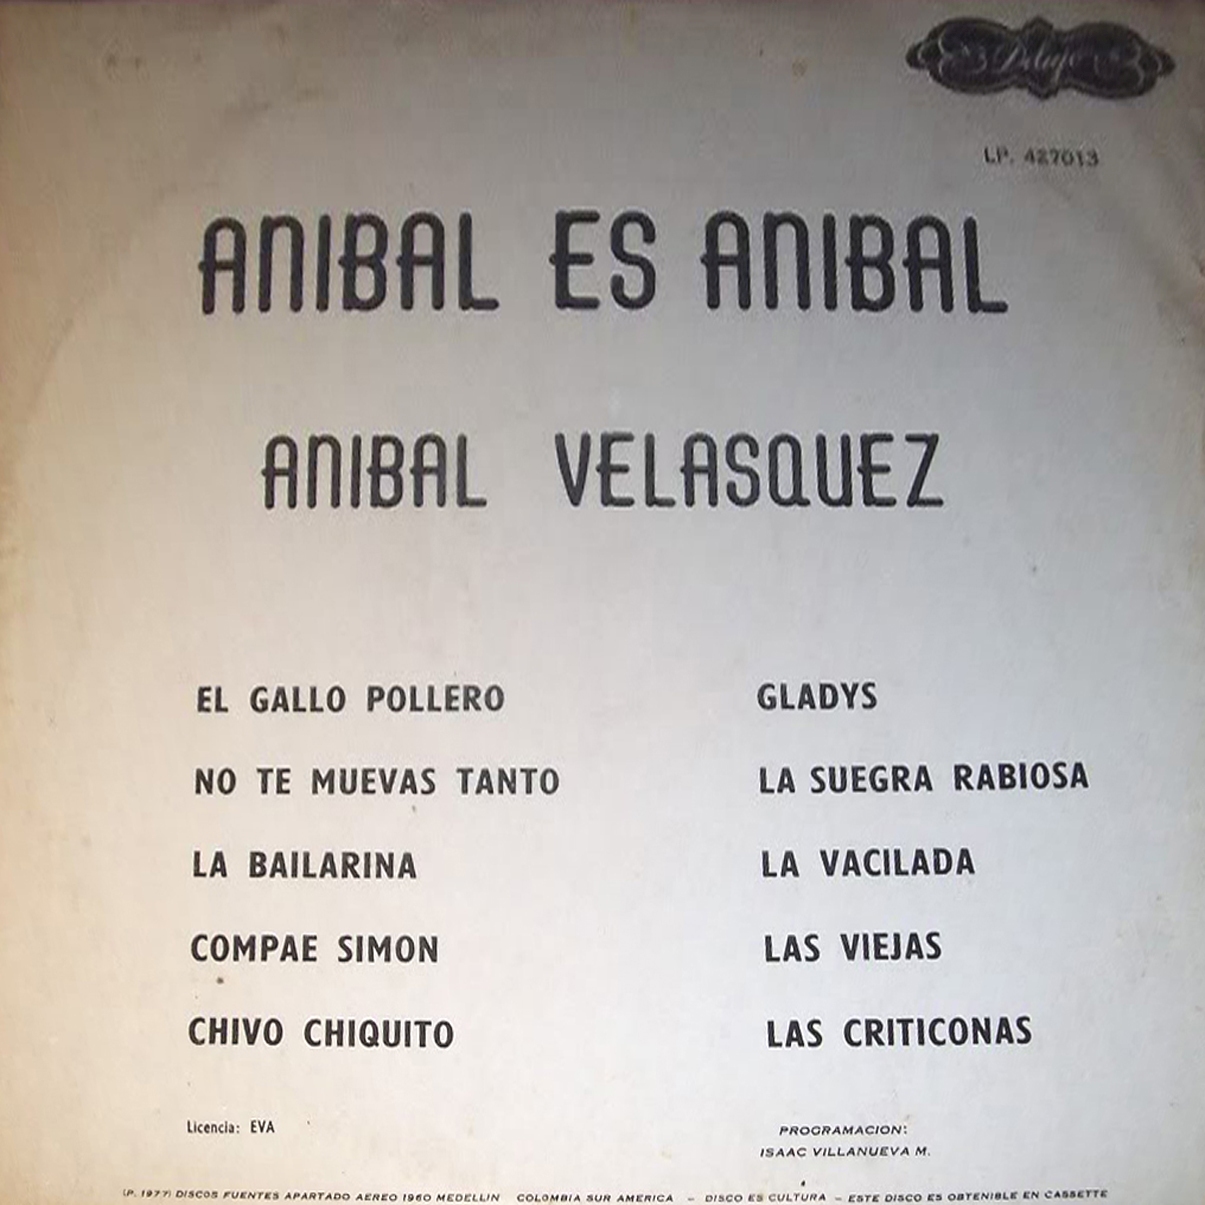 Deluje
LP. 427013
ANIBAL ES ANIBAL
ANIBAL VELASQUEZ
EL GALLO POLLERO
NO TE MUEVAS TANTO
LA BAILARINA
COMPAE SIMON
CHIVO CHIQUITO
GLADYS
LA SUEGRA RABIOSA
LA VACILADA
LAS VIEJAS
LAS CRITICONAS
Licencia: EVA
PROGRAMACION:
ISAAC VILLANUEVA M.
(P. 1977) DISCOS FUENTES APARTADO AEREO 1960 MEDELLIN COLOMBIA SUR AMERICA - DISCO ES CULTURA - ESTE DISCO ES OBTENIBLE EN CASSETTE